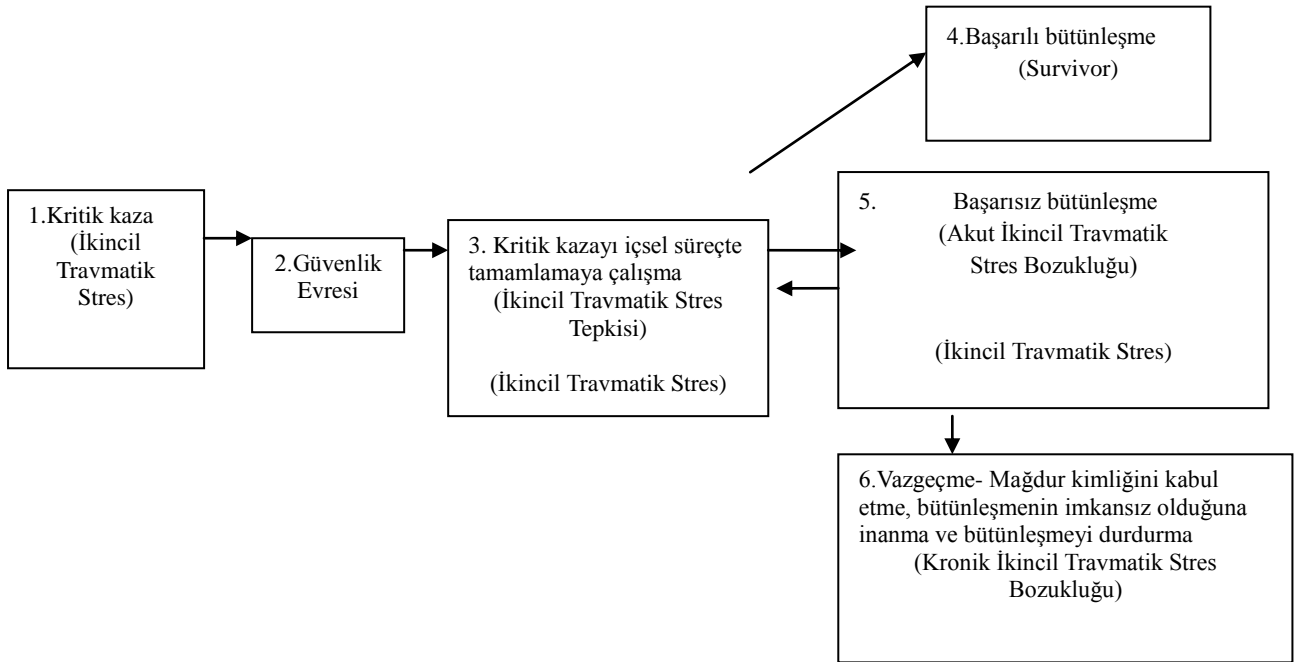 1.Kritik kaza
(İkincil
Travmatik
Stres)
2.Güvenlik
Evresi
3. Kritik kazayı içsel süreçte
tamamlamaya çalışma
(İkincil Travmatik Stres
Tepkisi)
(İkincil Travmatik Stres)
4.Başarılı bütünleşme
(Survivor)
5. Başarısız bütünleşme
(Akut İkincil Travmatik
Stres Bozukluğu)
(İkincil Travmatik Stres)
6.Vazgeçme- Mağdur kimliğini kabul
etme, bütünleşmenin imkansız olduğuna
inanma ve bütünleşmeyi durdurma
(Kronik İkincil Travmatik Stres
Bozukluğu)